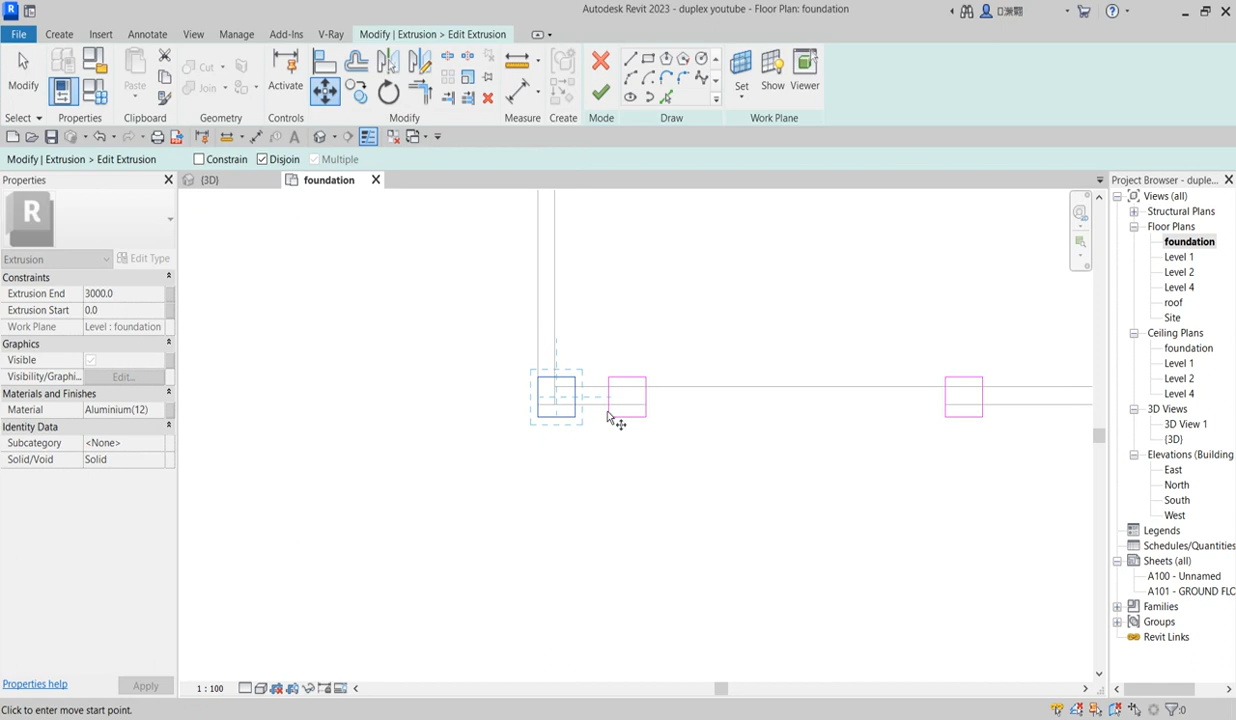 Autodesk Revit 2023 - duplex youtube - Floor Plan: foundation
File Create Insert Annotate View Manage Add-Ins V-Ray Modify | Extrusion > Edit Extrusion
Modify Paste Cut Join Activate Set Show Viewer
Select Properties Clipboard Geometry Controls Modify Measure Create Mode Draw Work Plane
Modify | Extrusion > Edit Extrusion Constrain Disjoin Multiple
Properties
R
Extrusion Edit Type
Constraints
Extrusion End 3000.0
Extrusion Start 0.0
Work Plane Level : foundation
Graphics
Visible
Visibility/Graphi... Edit...
Materials and Finishes
Material Aluminium(12)
Identity Data
Subcategory <None>
Solid/Void Solid
Properties help Apply
{3D} foundation
Project Browser - duple...
Views (all)
Structural Plans
Floor Plans
foundation
Level 1
Level 2
Level 4
roof
Site
Ceiling Plans
foundation
Level 1
Level 2
Level 4
3D Views
3D View 1
{3D}
Elevations (Building
East
North
South
West
Legends
Schedules/Quantities
Sheets (all)
A100 - Unnamed
A101 - GROUND FLO
Families
Groups
Revit Links
1 : 100
Click to enter move start point. :0